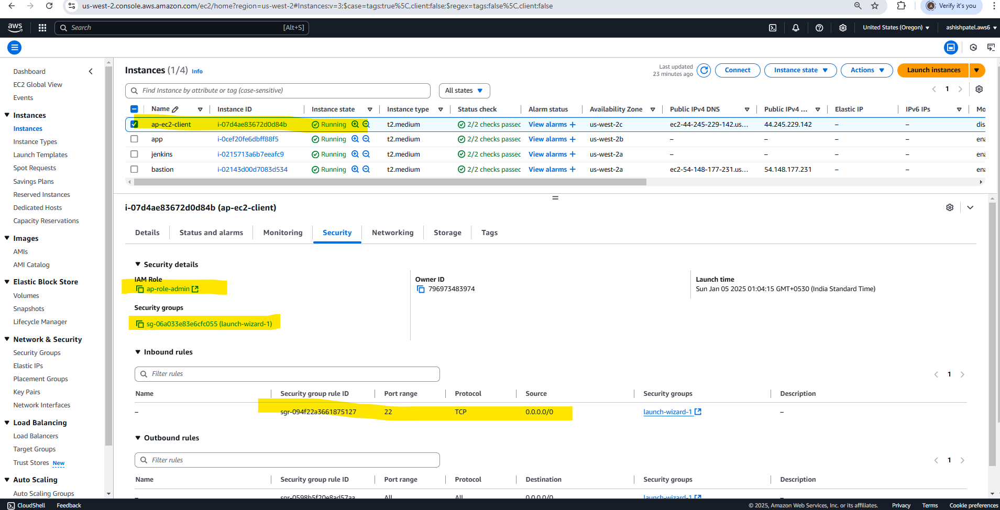 us-west-2.console.aws.amazon.com/ec2/home?region=us-west-2#Instances:v=3;$case=tags:true%5C,client:false;$regex=tags:false%5C,client:false
A Verify it's you
aws Search [Alt+S] United States (Oregon) ashishpatel.aws6
Dashboard
EC2 Global View
Events
Instances
Instances
Instance Types
Launch Templates
Spot Requests
Savings Plans
Reserved Instances
Dedicated Hosts
Capacity Reservations
Images
AMIs
AMI Catalog
Elastic Block Store
Volumes
Snapshots
Lifecycle Manager
Network & Security
Security Groups
Elastic IPs
Placement Groups
Key Pairs
Network Interfaces
Load Balancing
Load Balancers
Target Groups
Trust Stores New
Auto Scaling
Auto Scaling Groups
Instances (1/4) Info
Last updated
23 minutes ago
Connect Instance state Actions Launch instances
Find Instance by attribute or tag (case-sensitive) All states 1
Name Instance ID Instance state Instance type Status check Alarm status Availability Zone Public IPv4 DNS Public IPv4 ... Elastic IP IPv6 IPs Mo
ap-ec2-client i-07d4ae83672d0d84b Running t2.medium 2/2 checks passec View alarms + us-west-2c ec2-44-245-229-142.us... 44.245.229.142 – – dis
app i-0cef20fe6dbff88f5 Running t2.medium 2/2 checks passec View alarms + us-west-2b – – – – ena
jenkins i-0215713a6b7eeafc9 Running t2.medium 2/2 checks passec View alarms + us-west-2a – – – – ena
bastion i-02143d00d7083d534 Running t2.medium 2/2 checks passec View alarms + us-west-2a ec2-54-148-177-231.us... 54.148.177.231 – – ena
i-07d4ae83672d0d84b (ap-ec2-client)
Details Status and alarms Monitoring Security Networking Storage Tags
Security details
IAM Role
ap-role-admin
Owner ID
796973483974
Launch time
Sun Jan 05 2025 01:04:15 GMT+0530 (India Standard Time)
Security groups
sg-06a033e83e6cfc055 (launch-wizard-1)
Inbound rules
Filter rules 1
Name Security group rule ID Port range Protocol Source Security groups Description
– sgr-094f22a3661875127 22 TCP 0.0.0.0/0 launch-wizard-1 –
Outbound rules
Filter rules 1
Name Security group rule ID Port range Protocol Destination Security groups Description
– sgr-0598b5f20e8ad57aa All All 0.0.0.0/0 launch-wizard-1 –
CloudShell Feedback © 2025, Amazon Web Services, Inc. or its affiliates. Privacy Terms Cookie preferences